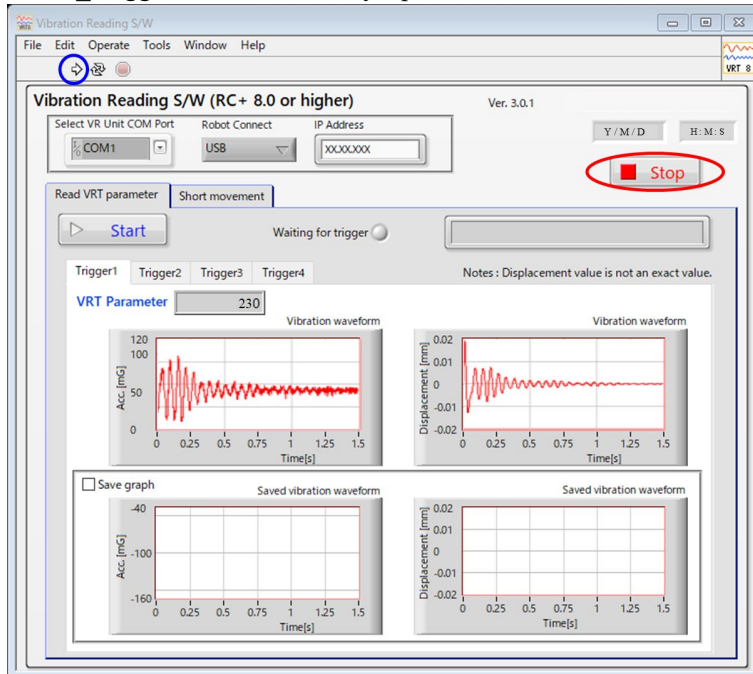 Vibration Reading S/W
File Edit Operate Tools Window Help
VRT 8
Vibration Reading S/W (RC+ 8.0 or higher)
Ver. 3.0.1
Select VR Unit COM Port Robot Connect IP Address
COM1 USB XX.XX.XXX
Y/M/D H:M:S
Stop
Read VRT parameter Short movement
Start Waiting for trigger
Trigger1 Trigger2 Trigger3 Trigger4
Notes : Displacement value is not an exact value.
VRT Parameter 230
Vibration waveform
Acc. [mG]
120
100
50
0
0 0.25 0.5 0.75 1 1.25 1.5
Time[s]
Vibration waveform
Displacement [mm]
0.02
0.01
0
-0.01
-0.02
0 0.25 0.5 0.75 1 1.25 1.5
Time[s]
Save graph
Saved vibration waveform
Acc. [mG]
-40
-100
-160
0 0.25 0.5 0.75 1 1.25 1.5
Time[s]
Saved vibration waveform
Displacement [mm]
0.02
0.01
0
-0.01
-0.02
0 0.25 0.5 0.75 1 1.25 1.5
Time[s]